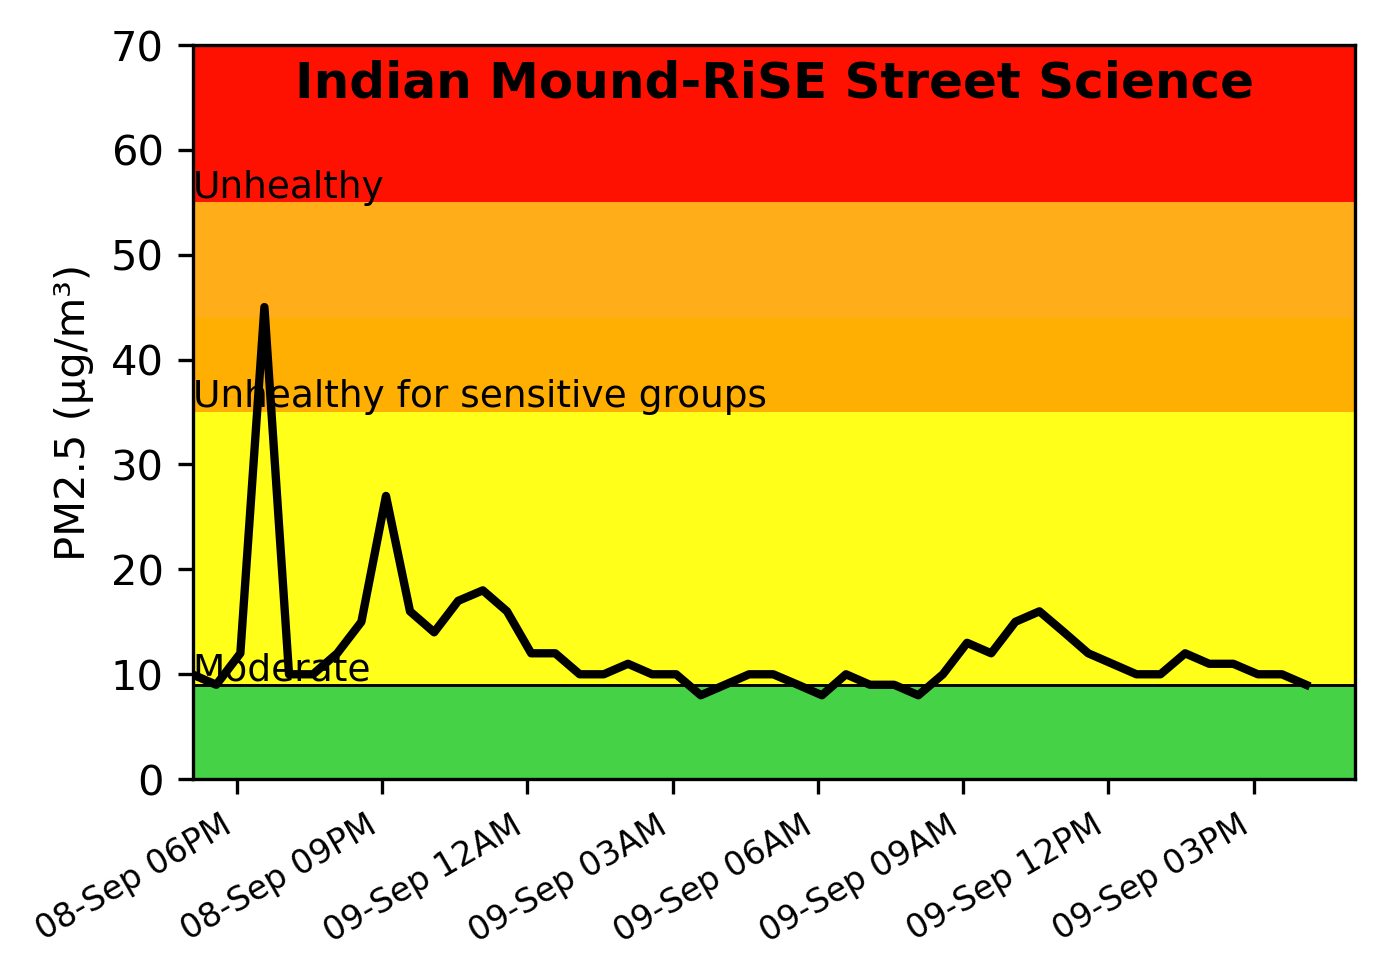 Indian Mound-RiSE Street Science
PM2.5 (µg/m³)
70
60
50
40
30
20
10
0
Unhealthy
Unhealthy for sensitive groups
Moderate
08-Sep 06PM
08-Sep 09PM
09-Sep 12AM
09-Sep 03AM
09-Sep 06AM
09-Sep 09AM
09-Sep 12PM
09-Sep 03PM